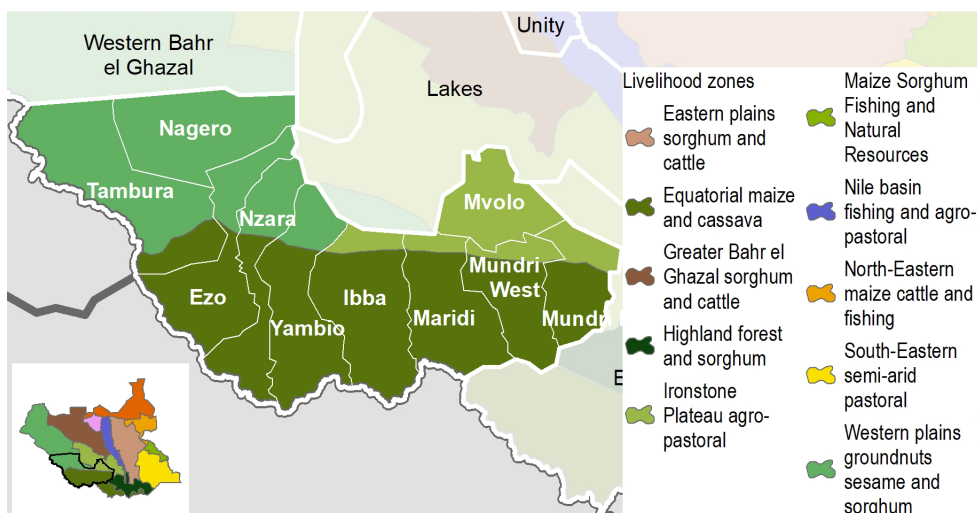 Unity
Western Bahr
el Ghazal
Lakes
Nagero
Tambura
Nzara
Mvolo
Ezo
Yambio
Ibba
Maridi
Mundri
West
Mundri
Livelihood zones
Eastern plains
sorghum and
cattle
Equatorial maize
and cassava
Greater Bahr el
Ghazal sorghum
and cattle
Highland forest
and sorghum
Ironstone
Plateau agro-
pastoral
Maize Sorghum
Fishing and
Natural
Resources
Nile basin
fishing and agro-
pastoral
North-Eastern
maize cattle and
fishing
South-Eastern
semi-arid
pastoral
Western plains
groundnuts
sesame and
sorghum